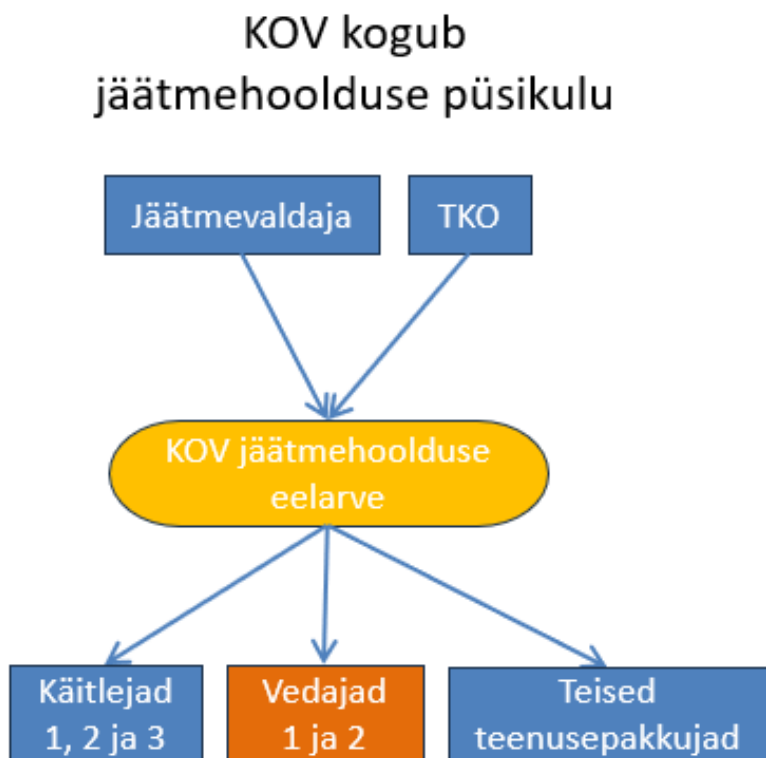 KOV kogub
jäätmehoolduse püsikulu
Jäätmevaldaja
TKO
KOV jäätmehoolduse
eelarve
Käitlejad
1, 2 ja 3
Vedajad
1 ja 2
Teised
teenusepakkujad